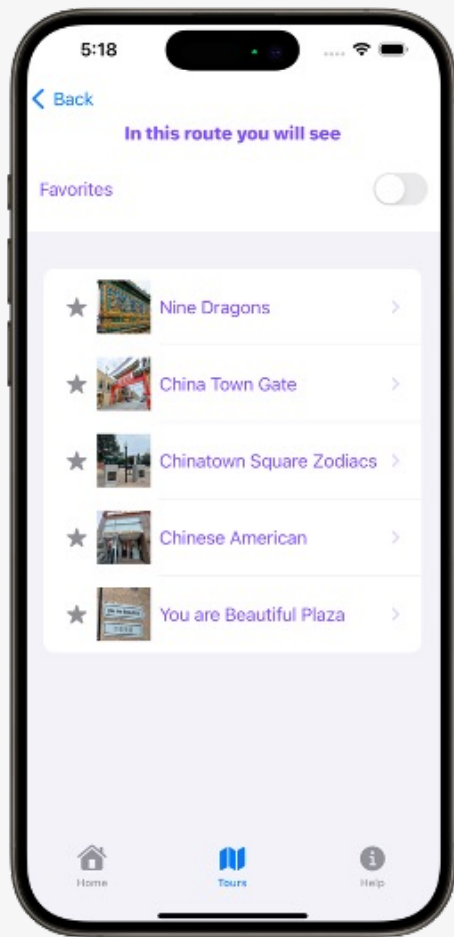 5:18
Back
In this route you will see
Favorites
Nine Dragons
China Town Gate
Chinatown Square Zodiacs
Chinese American
You are Beautiful Plaza
Home
Tours
Help